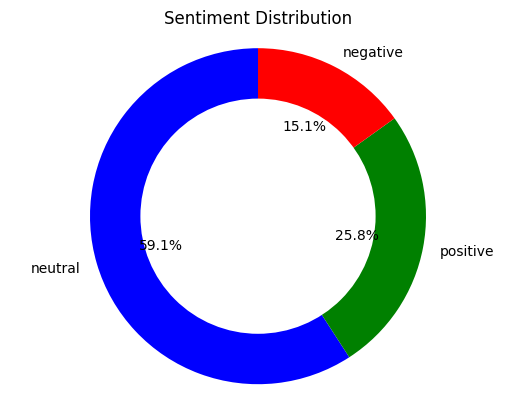 Sentiment Distribution
negative
15.1%
25.8%
positive
59.1%
neutral